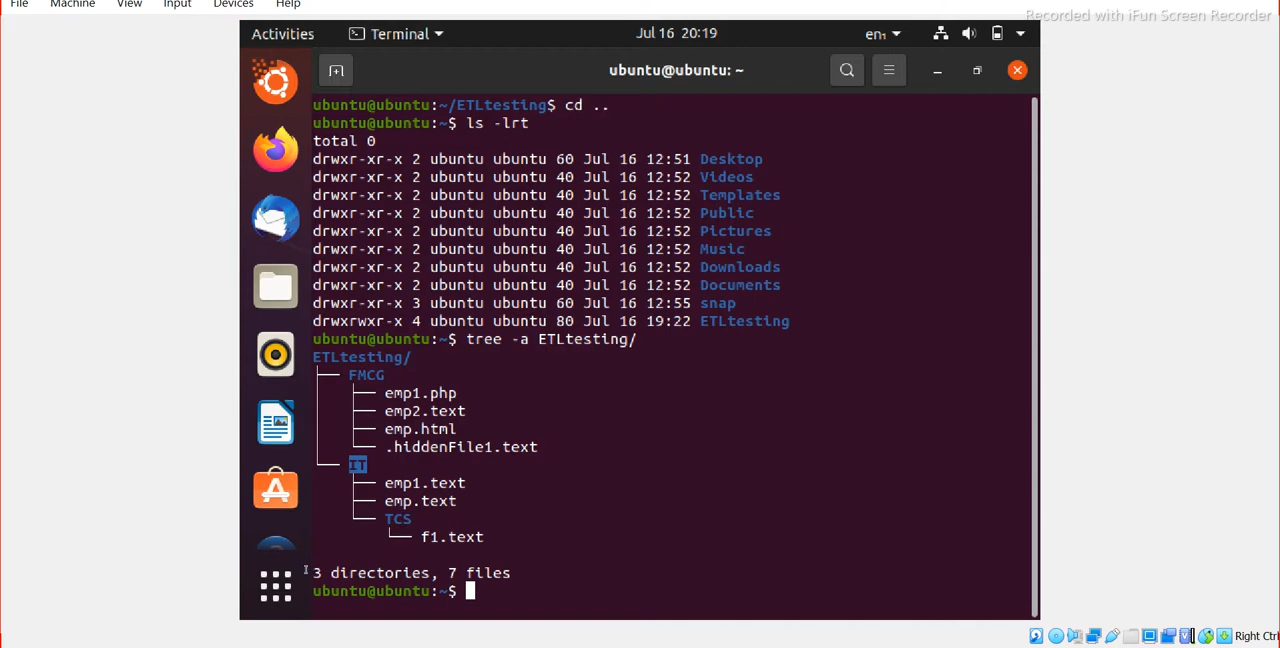 File Machine View Input Devices Help
Recorded with iFun Screen Recorder
Activities Terminal Jul 16 20:19 en₁
ubuntu@ubuntu: ~
ubuntu@ubuntu:~/ETLtesting$ cd ..
ubuntu@ubuntu:~$ ls -lrt
total 0
drwxr-xr-x 2 ubuntu ubuntu 60 Jul 16 12:51 Desktop
drwxr-xr-x 2 ubuntu ubuntu 40 Jul 16 12:52 Videos
drwxr-xr-x 2 ubuntu ubuntu 40 Jul 16 12:52 Templates
drwxr-xr-x 2 ubuntu ubuntu 40 Jul 16 12:52 Public
drwxr-xr-x 2 ubuntu ubuntu 40 Jul 16 12:52 Pictures
drwxr-xr-x 2 ubuntu ubuntu 40 Jul 16 12:52 Music
drwxr-xr-x 2 ubuntu ubuntu 40 Jul 16 12:52 Downloads
drwxr-xr-x 2 ubuntu ubuntu 40 Jul 16 12:52 Documents
drwxr-xr-x 3 ubuntu ubuntu 60 Jul 16 12:55 snap
drwxrwxr-x 4 ubuntu ubuntu 80 Jul 16 19:22 ETLtesting
ubuntu@ubuntu:~$ tree -a ETLtesting/
ETLtesting/
├── FMCG
│   ├── emp1.php
│   ├── emp2.text
│   ├── emp.html
│   └── .hiddenFile1.text
└── IT
    ├── emp1.text
    ├── emp.text
    └── TCS
        └── f1.text
3 directories, 7 files
ubuntu@ubuntu:~$
Right Ctrl